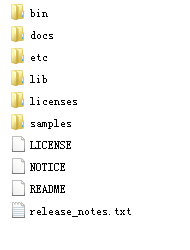 bin
docs
etc
lib
licenses
samples
LICENSE
NOTICE
README
release_notes.txt